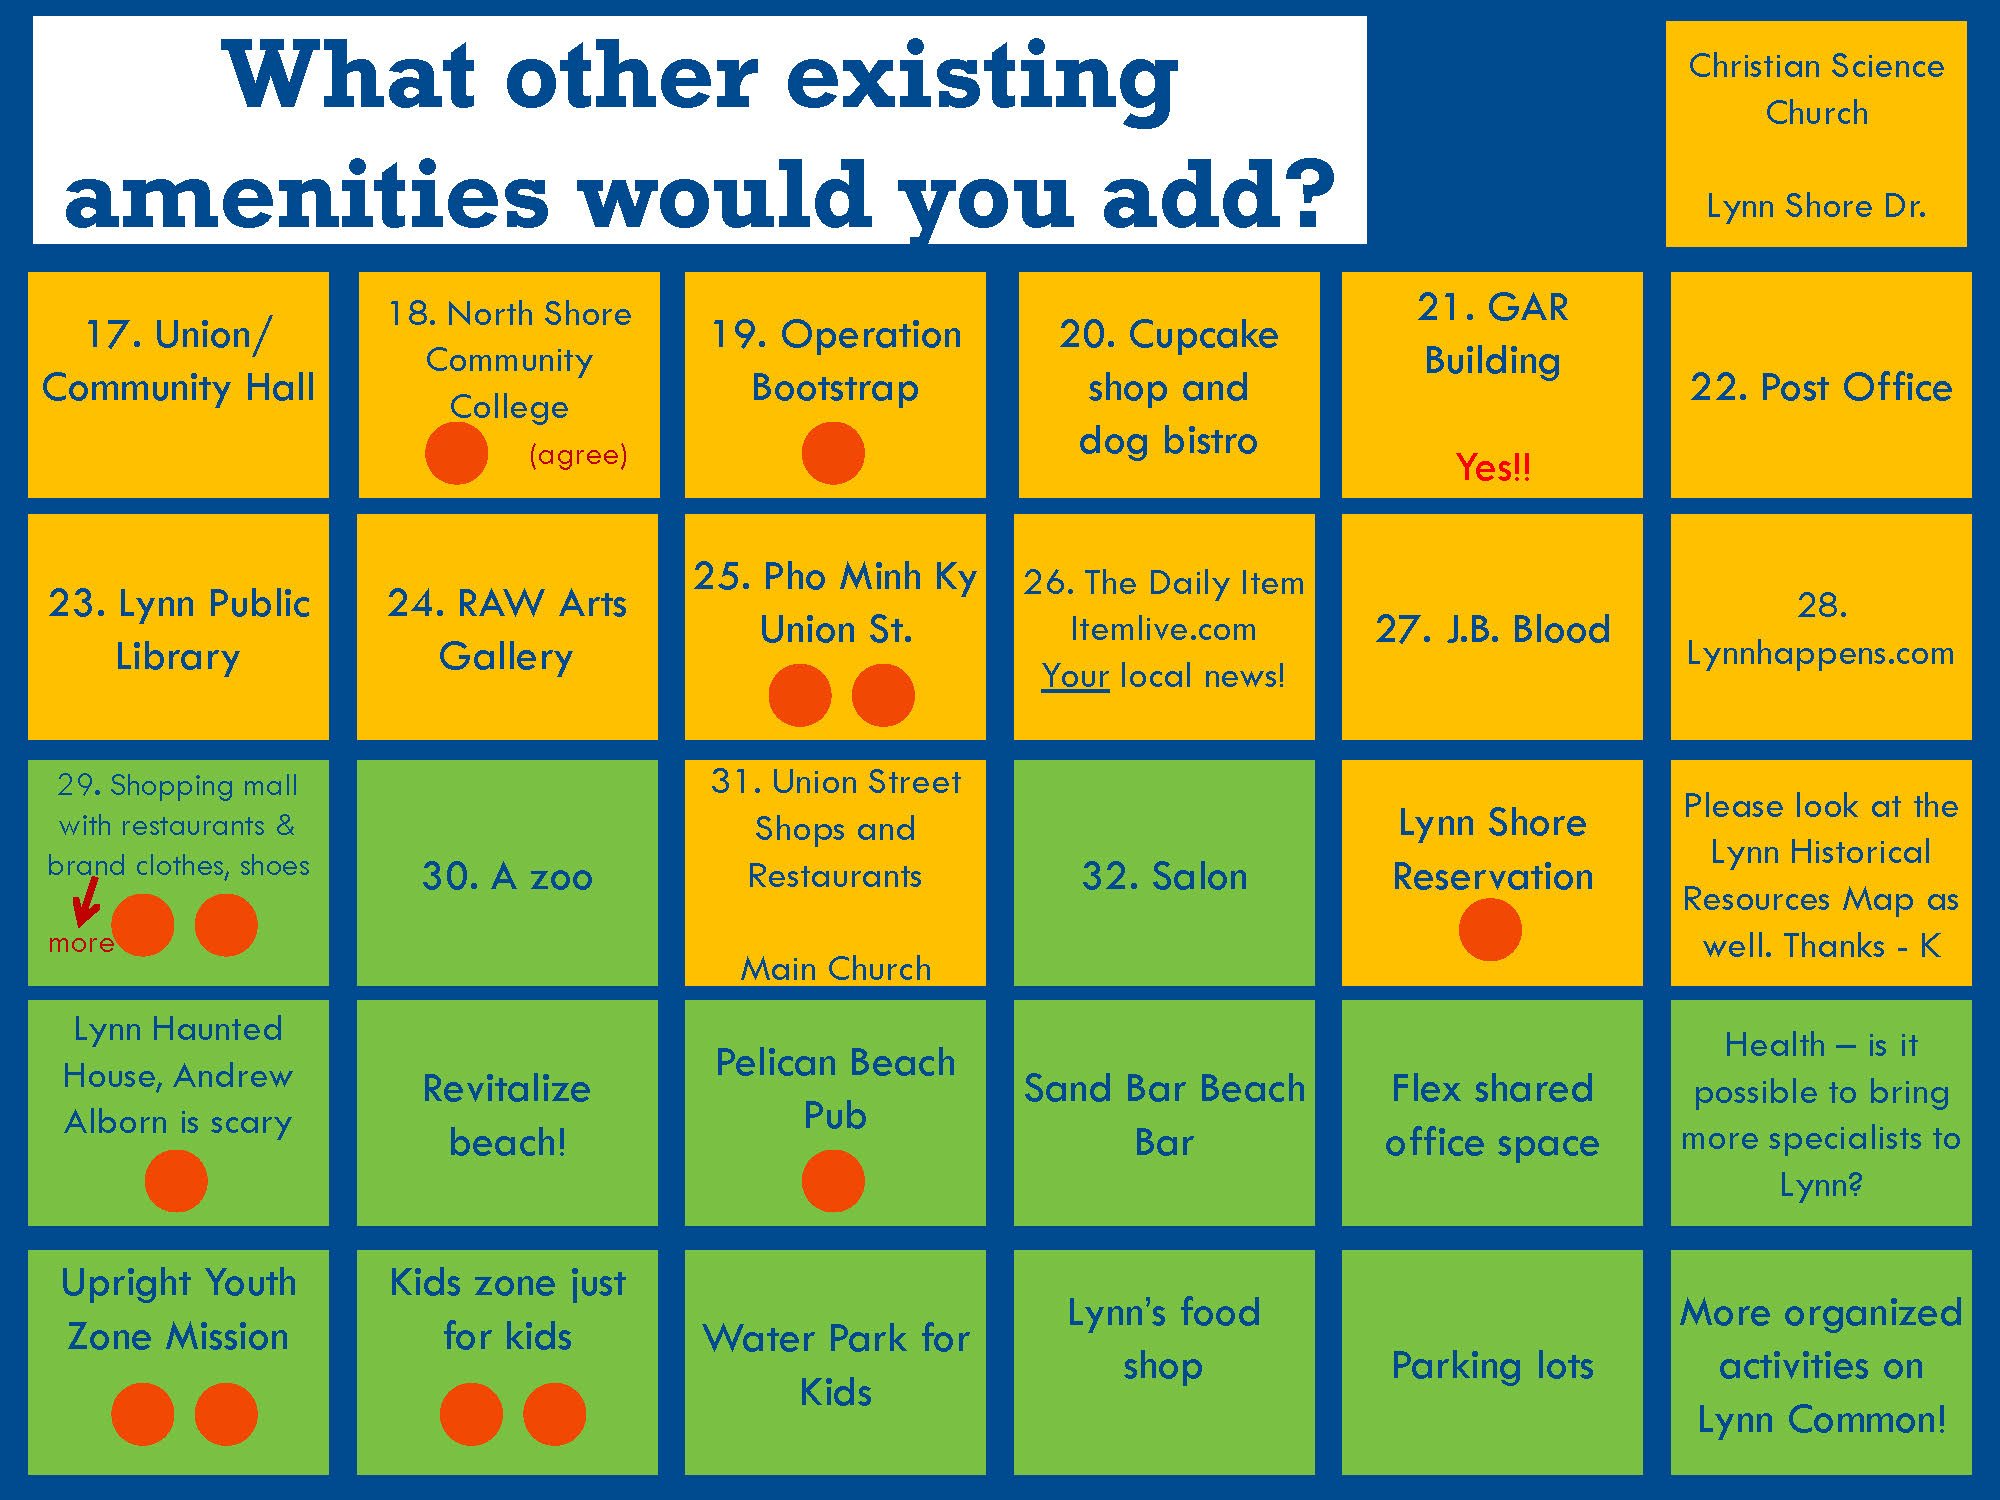 What other existing
amenities would you add?
Christian Science
Church
Lynn Shore Dr.
17. Union/
Community Hall
18. North Shore
Community
College
(agree)
19. Operation
Bootstrap
20. Cupcake
shop and
dog bistro
21. GAR
Building
Yes!!
22. Post Office
23. Lynn Public
Library
24. RAW Arts
Gallery
25. Pho Minh Ky
Union St.
26. The Daily Item
Itemlive.com
Your local news!
27. J.B. Blood
28.
Lynnhappens.com
29. Shopping mall
with restaurants &
brand clothes, shoes
more
30. A zoo
31. Union Street
Shops and
Restaurants
Main Church
32. Salon
Lynn Shore
Reservation
Please look at the
Lynn Historical
Resources Map as
well. Thanks - K
Lynn Haunted
House, Andrew
Alborn is scary
Revitalize
beach!
Pelican Beach
Pub
Sand Bar Beach
Bar
Flex shared
office space
Health – is it
possible to bring
more specialists to
Lynn?
Upright Youth
Zone Mission
Kids zone just
for kids
Water Park for
Kids
Lynn's food
shop
Parking lots
More organized
activities on
Lynn Common!